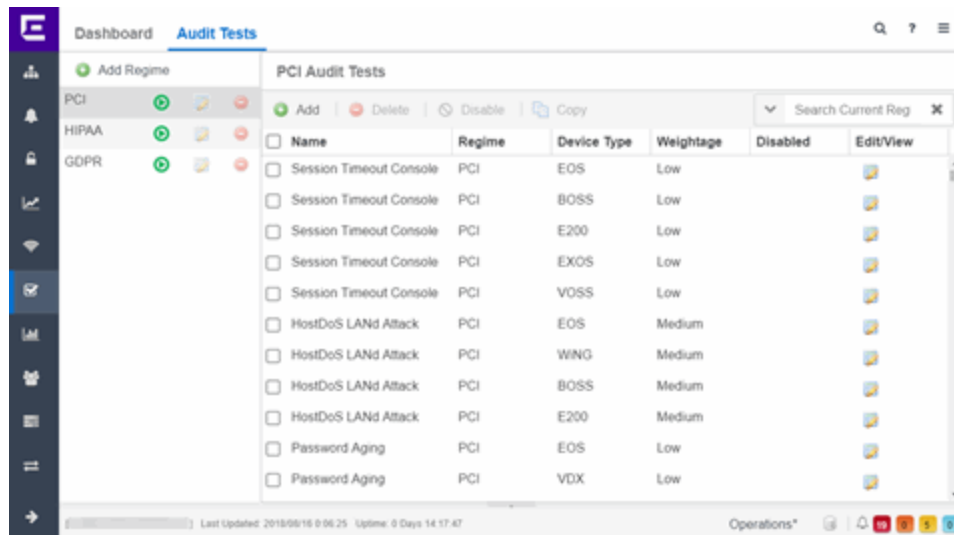 Dashboard Audit Tests ?
Add Regime
PCI
HIPAA
GDPR
PCI Audit Tests
Add Delete Disable Copy Search Current Reg
Name Regime Device Type Weightage Disabled Edit/View
Session Timeout Console PCI EOS Low
Session Timeout Console PCI BOSS Low
Session Timeout Console PCI E200 Low
Session Timeout Console PCI EXOS Low
Session Timeout Console PCI VOSS Low
HostDoS LANd Attack PCI EOS Medium
HostDoS LANd Attack PCI WiNG Medium
HostDoS LANd Attack PCI BOSS Medium
HostDoS LANd Attack PCI E200 Medium
Password Aging PCI EOS Low
Password Aging PCI VDX Low
Last Updated: 2018/08/16 9:06:25 Uptime: 0 Days 14:17:47 Operations* 19 0 5 0